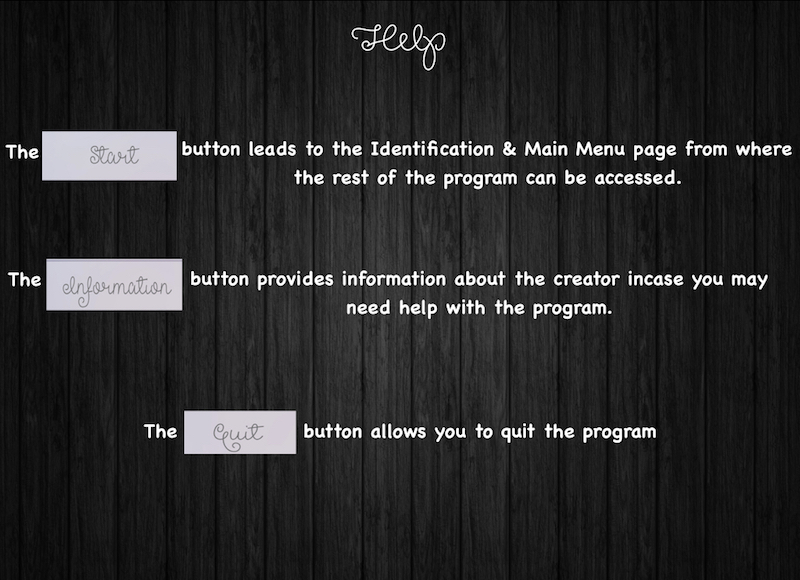 Help
The Start button leads to the Identification & Main Menu page from where
the rest of the program can be accessed.
The Information button provides information about the creator incase you may
need help with the program.
The Quit button allows you to quit the program